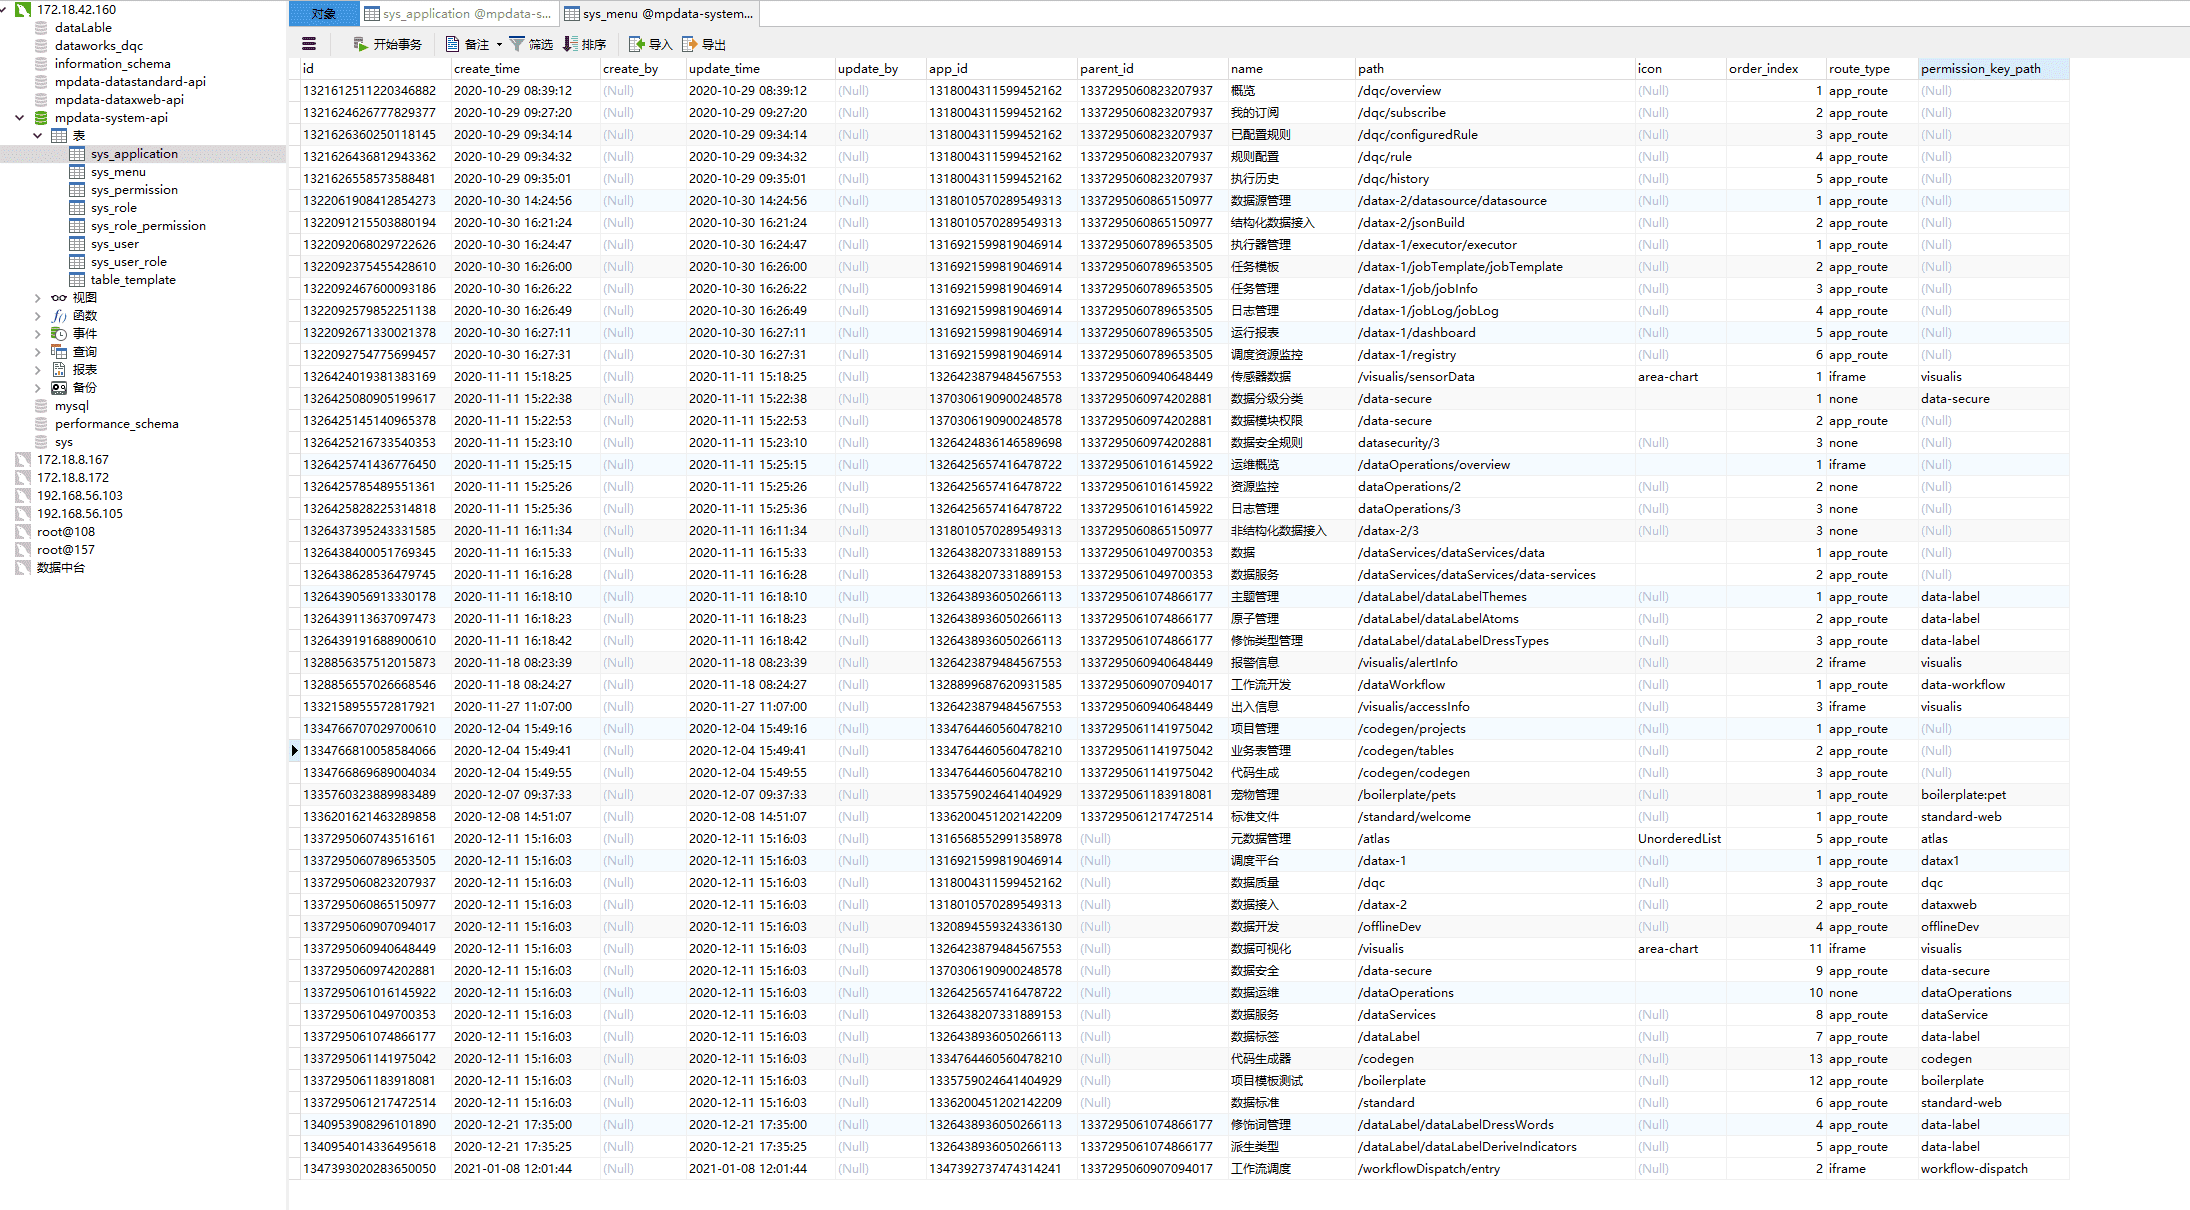 172.18.42.160
dataLable
dataworks_dqc
information_schema
mpdata-datastandard-api
mpdata-dataxweb-api
mpdata-system-api
表
sys_application
sys_menu
sys_permission
sys_role
sys_role_permission
sys_user
sys_user_role
table_template
视图
函数
事件
查询
报表
备份
mysql
performance_schema
sys
172.18.8.167
172.18.8.172
192.168.56.103
192.168.56.105
root@108
root@157
数据中台
对象 sys_application @mpdata-s... sys_menu @mpdata-system...
开始事务 备注 筛选 排序 导入 导出
id create_time create_by update_time update_by app_id parent_id name path icon order_index route_type permission_key_path
1321612511220346882 2020-10-29 08:39:12 (Null) 2020-10-29 08:39:12 (Null) 1318004311599452162 1337295060823207937 概览 /dqc/overview (Null) 1 app_route (Null)
1321624626777829377 2020-10-29 09:27:20 (Null) 2020-10-29 09:27:20 (Null) 1318004311599452162 1337295060823207937 我的订阅 /dqc/subscribe (Null) 2 app_route (Null)
1321626360250118145 2020-10-29 09:34:14 (Null) 2020-10-29 09:34:14 (Null) 1318004311599452162 1337295060823207937 已配置规则 /dqc/configuredRule (Null) 3 app_route (Null)
1321626436812943362 2020-10-29 09:34:32 (Null) 2020-10-29 09:34:32 (Null) 1318004311599452162 1337295060823207937 规则配置 /dqc/rule (Null) 4 app_route (Null)
1321626558573588481 2020-10-29 09:35:01 (Null) 2020-10-29 09:35:01 (Null) 1318004311599452162 1337295060823207937 执行历史 /dqc/history (Null) 5 app_route (Null)
1322061908412854273 2020-10-30 14:24:56 (Null) 2020-10-30 14:24:56 (Null) 1318010570289549313 1337295060865150977 数据源管理 /datax-2/datasource/datasource (Null) 1 app_route (Null)
1322091215503880194 2020-10-30 16:21:24 (Null) 2020-10-30 16:21:24 (Null) 1318010570289549313 1337295060865150977 结构化数据接入 /datax-2/jsonBuild (Null) 2 app_route (Null)
1322092068029722626 2020-10-30 16:24:47 (Null) 2020-10-30 16:24:47 (Null) 1316921599819046914 1337295060789653505 执行器管理 /datax-1/executor/executor (Null) 1 app_route (Null)
1322092375455428610 2020-10-30 16:26:00 (Null) 2020-10-30 16:26:00 (Null) 1316921599819046914 1337295060789653505 任务模板 /datax-1/jobTemplate/jobTemplate (Null) 2 app_route (Null)
1322092467600093186 2020-10-30 16:26:22 (Null) 2020-10-30 16:26:22 (Null) 1316921599819046914 1337295060789653505 任务管理 /datax-1/job/jobInfo (Null) 3 app_route (Null)
1322092579852251138 2020-10-30 16:26:49 (Null) 2020-10-30 16:26:49 (Null) 1316921599819046914 1337295060789653505 日志管理 /datax-1/jobLog/jobLog (Null) 4 app_route (Null)
1322092671330021378 2020-10-30 16:27:11 (Null) 2020-10-30 16:27:11 (Null) 1316921599819046914 1337295060789653505 运行报表 /datax-1/dashboard (Null) 5 app_route (Null)
1322092754775699457 2020-10-30 16:27:31 (Null) 2020-10-30 16:27:31 (Null) 1316921599819046914 1337295060789653505 调度资源监控 /datax-1/registry (Null) 6 app_route (Null)
1326424019381383169 2020-11-11 15:18:25 (Null) 2020-11-11 15:18:25 (Null) 1326423879484567553 1337295060940648449 传感器数据 /visualis/sensorData area-chart 1 iframe visualis
1326425080905199617 2020-11-11 15:22:38 (Null) 2020-11-11 15:22:38 (Null) 1370306190900248578 1337295060974202881 数据分级分类 /data-secure 1 none data-secure
1326425145140965378 2020-11-11 15:22:53 (Null) 2020-11-11 15:22:53 (Null) 1370306190900248578 1337295060974202881 数据模块权限 /data-secure 2 app_route (Null)
1326425216733540353 2020-11-11 15:23:10 (Null) 2020-11-11 15:23:10 (Null) 1326424836146589698 1337295060974202881 数据安全规则 datasecurity/3 (Null) 3 none (Null)
1326425741436776450 2020-11-11 15:25:15 (Null) 2020-11-11 15:25:15 (Null) 1326425657416478722 1337295061016145922 运维概览 /dataOperations/overview 1 iframe (Null)
1326425785489551361 2020-11-11 15:25:26 (Null) 2020-11-11 15:25:26 (Null) 1326425657416478722 1337295061016145922 资源监控 dataOperations/2 (Null) 2 none (Null)
1326425828225314818 2020-11-11 15:25:36 (Null) 2020-11-11 15:25:36 (Null) 1326425657416478722 1337295061016145922 日志管理 dataOperations/3 (Null) 3 none (Null)
1326437395243331585 2020-11-11 16:11:34 (Null) 2020-11-11 16:11:34 (Null) 1318010570289549313 1337295060865150977 非结构化数据接入 /datax-2/3 (Null) 3 none (Null)
1326438400051769345 2020-11-11 16:15:33 (Null) 2020-11-11 16:15:33 (Null) 1326438207331889153 1337295061049700353 数据 /dataServices/dataServices/data 1 app_route (Null)
1326438628536479745 2020-11-11 16:16:28 (Null) 2020-11-11 16:16:28 (Null) 1326438207331889153 1337295061049700353 数据服务 /dataServices/dataServices/data-services 2 app_route (Null)
1326439056913330178 2020-11-11 16:18:10 (Null) 2020-11-11 16:18:10 (Null) 1326438936050266113 1337295061074866177 主题管理 /dataLabel/dataLabelThemes (Null) 1 app_route data-label
1326439113637097473 2020-11-11 16:18:23 (Null) 2020-11-11 16:18:23 (Null) 1326438936050266113 1337295061074866177 原子管理 /dataLabel/dataLabelAtoms (Null) 2 app_route data-label
1326439191688900610 2020-11-11 16:18:42 (Null) 2020-11-11 16:18:42 (Null) 1326438936050266113 1337295061074866177 修饰类型管理 /dataLabel/dataLabelDressTypes (Null) 3 app_route data-label
1328856357512015873 2020-11-18 08:23:39 (Null) 2020-11-18 08:23:39 (Null) 1326423879484567553 1337295060940648449 报警信息 /visualis/alertInfo (Null) 2 iframe visualis
1328856557026668546 2020-11-18 08:24:27 (Null) 2020-11-18 08:24:27 (Null) 1328899687620931585 1337295060907094017 工作流开发 /dataWorkflow (Null) 1 app_route data-workflow
1332158955572817921 2020-11-27 11:07:00 (Null) 2020-11-27 11:07:00 (Null) 1326423879484567553 1337295060940648449 出入信息 /visualis/accessInfo (Null) 3 iframe visualis
1334766707029700610 2020-12-04 15:49:16 (Null) 2020-12-04 15:49:16 (Null) 1334764460560478210 1337295061141975042 项目管理 /codegen/projects (Null) 1 app_route (Null)
1334766810058584066 2020-12-04 15:49:41 (Null) 2020-12-04 15:49:41 (Null) 1334764460560478210 1337295061141975042 业务表管理 /codegen/tables (Null) 2 app_route (Null)
1334766869689004034 2020-12-04 15:49:55 (Null) 2020-12-04 15:49:55 (Null) 1334764460560478210 1337295061141975042 代码生成 /codegen/codegen (Null) 3 app_route (Null)
1335760323889983489 2020-12-07 09:37:33 (Null) 2020-12-07 09:37:33 (Null) 1335759024641404929 1337295061183918081 宠物管理 /boilerplate/pets (Null) 1 app_route boilerplate:pet
1336201621463289858 2020-12-08 14:51:07 (Null) 2020-12-08 14:51:07 (Null) 1336200451202142209 1337295061217472514 标准文件 /standard/welcome (Null) 1 app_route standard-web
1337295060743516161 2020-12-11 15:16:03 (Null) 2020-12-11 15:16:03 (Null) 1316568552991358978 (Null) 元数据管理 /atlas UnorderedList 5 app_route atlas
1337295060789653505 2020-12-11 15:16:03 (Null) 2020-12-11 15:16:03 (Null) 1316921599819046914 (Null) 调度平台 /datax-1 (Null) 1 app_route datax1
1337295060823207937 2020-12-11 15:16:03 (Null) 2020-12-11 15:16:03 (Null) 1318004311599452162 (Null) 数据质量 /dqc (Null) 3 app_route dqc
1337295060865150977 2020-12-11 15:16:03 (Null) 2020-12-11 15:16:03 (Null) 1318010570289549313 (Null) 数据接入 /datax-2 (Null) 2 app_route dataxweb
1337295060907094017 2020-12-11 15:16:03 (Null) 2020-12-11 15:16:03 (Null) 1320894559324336130 (Null) 数据开发 /offlineDev (Null) 4 app_route offlineDev
1337295060940648449 2020-12-11 15:16:03 (Null) 2020-12-11 15:16:03 (Null) 1326423879484567553 (Null) 数据可视化 /visualis area-chart 11 iframe visualis
1337295060974202881 2020-12-11 15:16:03 (Null) 2020-12-11 15:16:03 (Null) 1370306190900248578 (Null) 数据安全 /data-secure 9 app_route data-secure
1337295061016145922 2020-12-11 15:16:03 (Null) 2020-12-11 15:16:03 (Null) 1326425657416478722 (Null) 数据运维 /dataOperations 10 none dataOperations
1337295061049700353 2020-12-11 15:16:03 (Null) 2020-12-11 15:16:03 (Null) 1326438207331889153 (Null) 数据服务 /dataServices (Null) 8 app_route dataService
1337295061074866177 2020-12-11 15:16:03 (Null) 2020-12-11 15:16:03 (Null) 1326438936050266113 (Null) 数据标签 /dataLabel (Null) 7 app_route data-label
1337295061141975042 2020-12-11 15:16:03 (Null) 2020-12-11 15:16:03 (Null) 1334764460560478210 (Null) 代码生成器 /codegen (Null) 13 app_route codegen
1337295061183918081 2020-12-11 15:16:03 (Null) 2020-12-11 15:16:03 (Null) 1335759024641404929 (Null) 项目模板测试 /boilerplate (Null) 12 app_route boilerplate
1337295061217472514 2020-12-11 15:16:03 (Null) 2020-12-11 15:16:03 (Null) 1336200451202142209 (Null) 数据标准 /standard (Null) 6 app_route standard-web
1340953908296101890 2020-12-21 17:35:00 (Null) 2020-12-21 17:35:00 (Null) 1326438936050266113 1337295061074866177 修饰词管理 /dataLabel/dataLabelDressWords (Null) 4 app_route data-label
1340954014336495618 2020-12-21 17:35:25 (Null) 2020-12-21 17:35:25 (Null) 1326438936050266113 1337295061074866177 派生类型 /dataLabel/dataLabelDeriveIndicators (Null) 5 app_route data-label
1347393020283650050 2021-01-08 12:01:44 (Null) 2021-01-08 12:01:44 (Null) 1347392737474314241 1337295060907094017 工作流调度 /workflowDispatch/entry (Null) 2 iframe workflow-dispatch